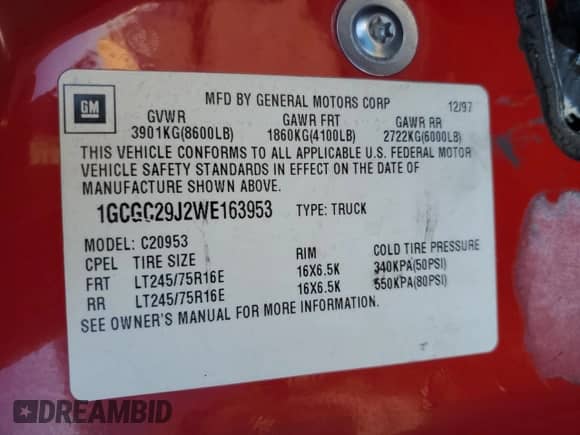 GM
MFD BY GENERAL MOTORS CORP 12/97
GVWR GAWR FRT GAWR RR
3901KG(8600LB) 1860KG(4100LB) 2722KG(6000LB)
THIS VEHICLE CONFORMS TO ALL APPLICABLE U.S. FEDERAL MOTOR
VEHICLE SAFETY STANDARDS IN EFFECT ON THE DATE OF
MANUFACTURE SHOWN ABOVE.
1GCGC29J2WE163953 TYPE: TRUCK
MODEL: C20953
CPEL TIRE SIZE RIM COLD TIRE PRESSURE
FRT LT245/75R16E 16X6.5K 340KPA(50PSI)
RR LT245/75R16E 16X6.5K 550KPA(80PSI)
SEE OWNER'S MANUAL FOR MORE INFORMATION.
DREAMBID